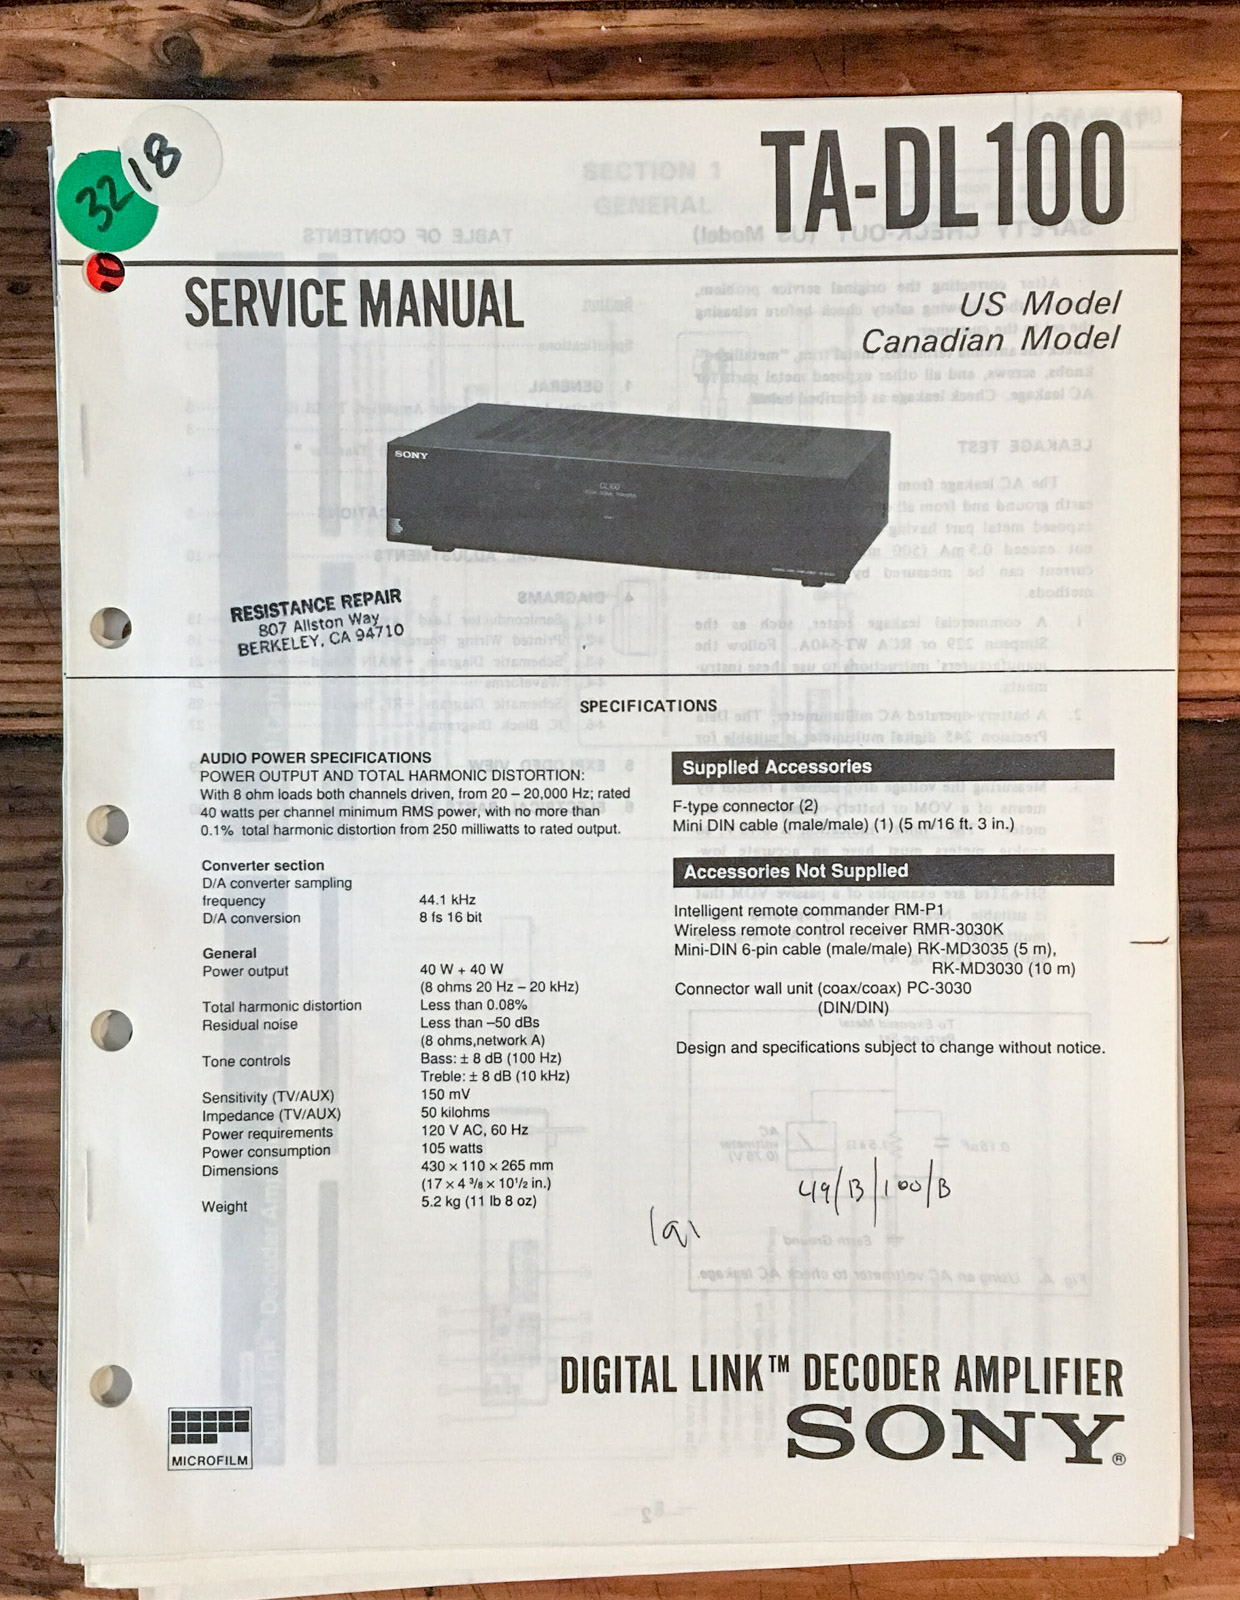 3218
TA-DL100
SERVICE MANUAL
US Model
Canadian Model
SONY
DL100
RESISTANCE REPAIR
807 Allston Way
BERKELEY, CA 94710
SPECIFICATIONS
AUDIO POWER SPECIFICATIONS
POWER OUTPUT AND TOTAL HARMONIC DISTORTION:
With 8 ohm loads both channels driven, from 20 – 20,000 Hz; rated
40 watts per channel minimum RMS power, with no more than
0.1% total harmonic distortion from 250 milliwatts to rated output.
Converter section
D/A converter sampling
frequency 44.1 kHz
D/A conversion 8 fs 16 bit
General
Power output 40 W + 40 W
(8 ohms 20 Hz – 20 kHz)
Total harmonic distortion Less than 0.08%
Residual noise Less than –50 dBs
(8 ohms,network A)
Tone controls Bass: ± 8 dB (100 Hz)
Treble: ± 8 dB (10 kHz)
Sensitivity (TV/AUX) 150 mV
Impedance (TV/AUX) 50 kilohms
Power requirements 120 V AC, 60 Hz
Power consumption 105 watts
Dimensions 430 × 110 × 265 mm
(17 × 4 3/8 × 10 1/2 in.)
Weight 5.2 kg (11 lb 8 oz)
Supplied Accessories
F-type connector (2)
Mini DIN cable (male/male) (1) (5 m/16 ft. 3 in.)
Accessories Not Supplied
Intelligent remote commander RM-P1
Wireless remote control receiver RMR-3030K
Mini-DIN 6-pin cable (male/male) RK-MD3035 (5 m),
RK-MD3030 (10 m)
Connector wall unit (coax/coax) PC-3030
(DIN/DIN)
Design and specifications subject to change without notice.
49/B/100/B
DIGITAL LINK™ DECODER AMPLIFIER
SONY®
MICROFILM